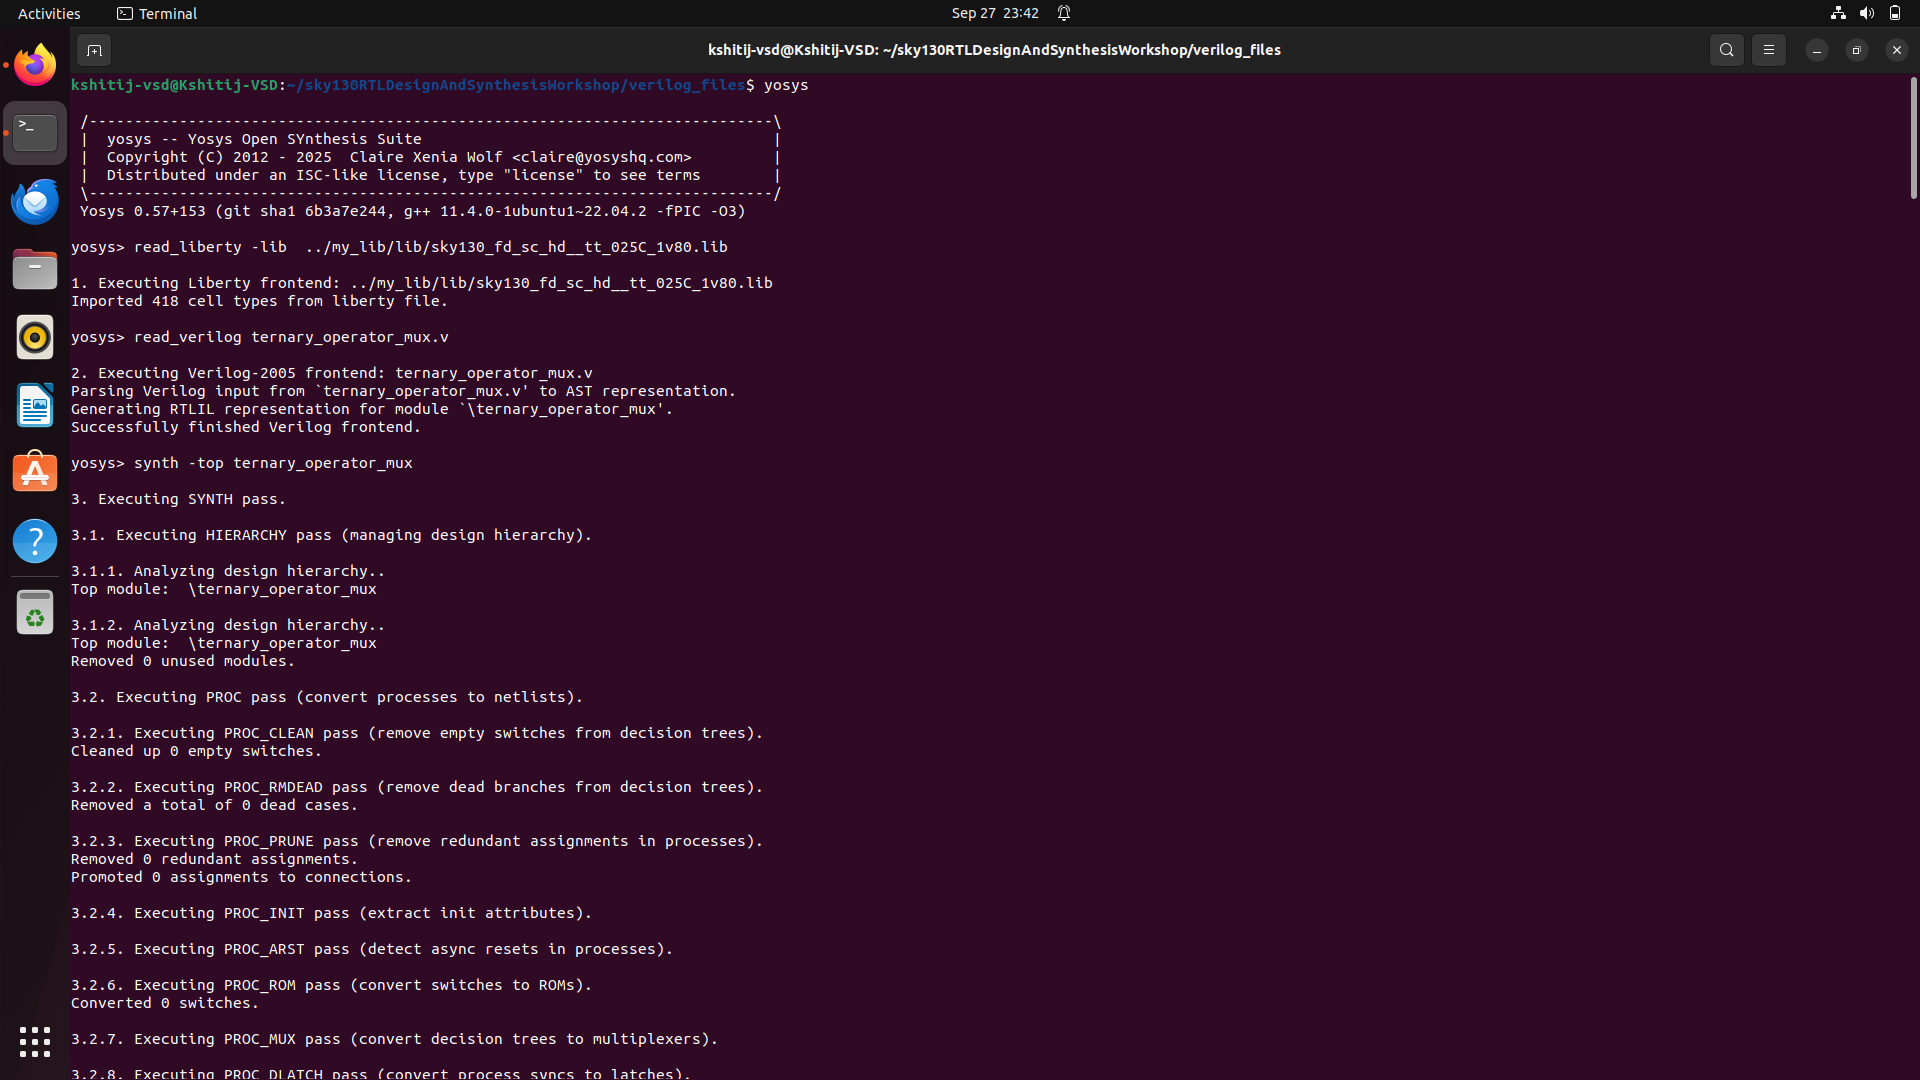 Activities
Terminal
Sep 27 23:42
kshitij-vsd@Kshitij-VSD: ~/sky130RTLDesignAndSynthesisWorkshop/verilog_files
kshitij-vsd@Kshitij-VSD:~/sky130RTLDesignAndSynthesisWorkshop/verilog_files$ yosys
/----------------------------------------------------------------------------\
| yosys -- Yosys Open SYnthesis Suite |
| Copyright (C) 2012 - 2025 Claire Xenia Wolf <claire@yosyshq.com> |
| Distributed under an ISC-like license, type "license" to see terms |
\----------------------------------------------------------------------------/
Yosys 0.57+153 (git sha1 6b3a7e244, g++ 11.4.0-1ubuntu1~22.04.2 -fPIC -O3)
yosys> read_liberty -lib ../my_lib/lib/sky130_fd_sc_hd__tt_025C_1v80.lib
1. Executing Liberty frontend: ../my_lib/lib/sky130_fd_sc_hd__tt_025C_1v80.lib
Imported 418 cell types from liberty file.
yosys> read_verilog ternary_operator_mux.v
2. Executing Verilog-2005 frontend: ternary_operator_mux.v
Parsing Verilog input from `ternary_operator_mux.v' to AST representation.
Generating RTLIL representation for module `\ternary_operator_mux'.
Successfully finished Verilog frontend.
yosys> synth -top ternary_operator_mux
3. Executing SYNTH pass.
3.1. Executing HIERARCHY pass (managing design hierarchy).
3.1.1. Analyzing design hierarchy..
Top module:  \ternary_operator_mux
3.1.2. Analyzing design hierarchy..
Top module:  \ternary_operator_mux
Removed 0 unused modules.
3.2. Executing PROC pass (convert processes to netlists).
3.2.1. Executing PROC_CLEAN pass (remove empty switches from decision trees).
Cleaned up 0 empty switches.
3.2.2. Executing PROC_RMDEAD pass (remove dead branches from decision trees).
Removed a total of 0 dead cases.
3.2.3. Executing PROC_PRUNE pass (remove redundant assignments in processes).
Removed 0 redundant assignments.
Promoted 0 assignments to connections.
3.2.4. Executing PROC_INIT pass (extract init attributes).
3.2.5. Executing PROC_ARST pass (detect async resets in processes).
3.2.6. Executing PROC_ROM pass (convert switches to ROMs).
Converted 0 switches.
3.2.7. Executing PROC_MUX pass (convert decision trees to multiplexers).
3.2.8. Executing PROC_DLATCH pass (convert process syncs to latches).